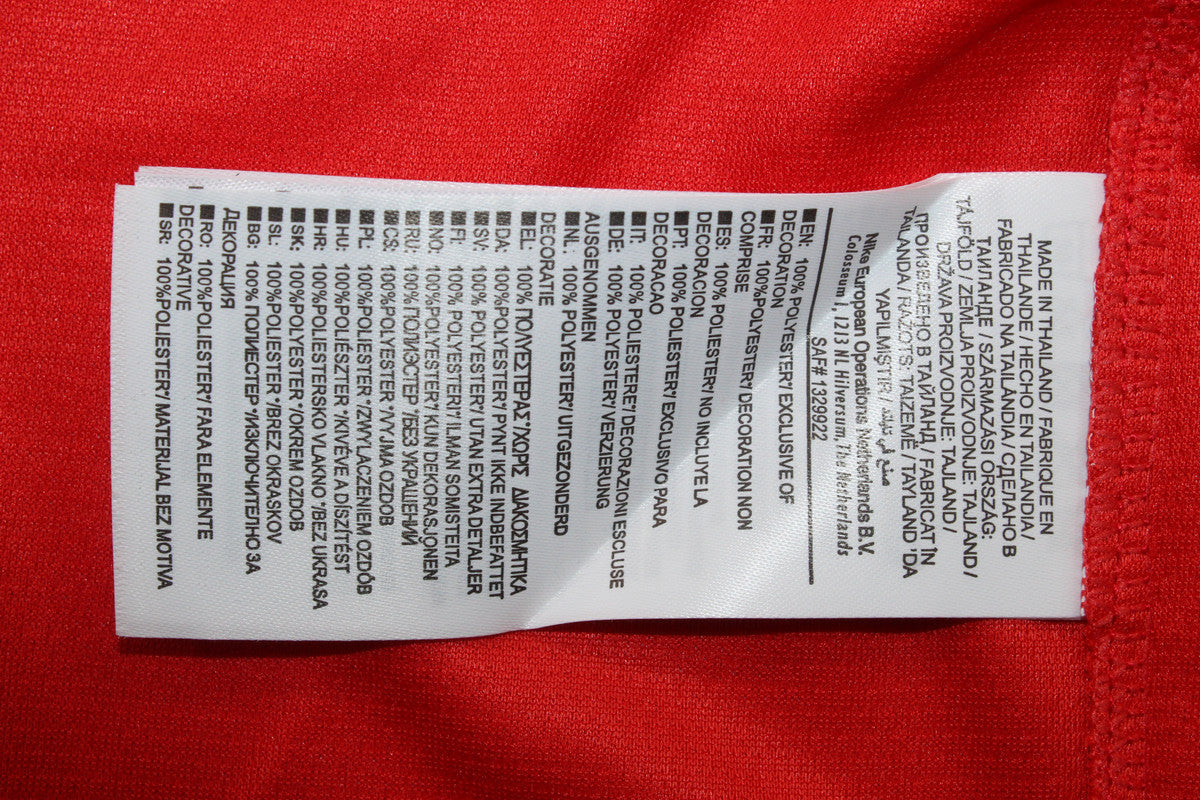 MADE IN THAILAND / FABRIQUE EN
THAILANDE / HECHO EN TAILANDIA /
FABRICADO NA TAILÂNDIA / СДЕЛАНО В
ТАИЛАНДЕ / SZÁRMAZÁSI ORSZÁG:
TÁJFÖLD / ZEMLJA PROIZVODNJE: TAJLAND /
DRŽAVA PROIZVODNJE: TAJLAND /
ПРОИЗВЕДЕНО В ТАЙЛАНД / FABRICAT ÎN
TAILANDA / RAŽOTS: TAIZEMĒ / TAYLAND 'DA
YAPILMIŞTIR / صنع في تايلاند
Nike European Operations Netherlands B.V.
Colosseum 1, 1213 NL Hilversum, The Netherlands
SAF# 1329922
EN: 100% POLYESTER*/ EXCLUSIVE OF
DECORATION
FR: 100%POLYESTER*/ DECORATION NON
COMPRISE
ES: 100% POLIESTER*/ NO INCLUYE LA
DECORACION
PT: 100% POLIESTER*/ EXCLUSIVO PARA
DECORACAO
IT: 100% POLIESTERE*/ DECORAZIONI ESCLUSE
DE: 100% POLYESTER*/ VERZIERUNG
AUSGENOMMEN
NL: 100% POLYESTER*/ UITGEZONDERD
DECORATIE
EL: 100% ΠΟΛΥΕΣΤΕΡΑΣ*/ΧΩΡΙΣ ΔΙΑΚΟΣΜΗΤΙΚΑ
DA: 100%POLYESTER*/ PYNT IKKE INDBEFATTET
SV: 100% POLYESTER*/ UTAN EXTRA DETALJER
FI: 100% POLYESTERI*/ ILMAN SOMISTEITA
NO: 100%POLYESTER*/ KUN DEKORASJONEN
RU: 100% ПОЛИЭСТЕР */БЕЗ УКРАШЕНИЙ
CS: 100%POLYESTER */VYJMA OZDOB
PL: 100%POLIESTER */ZWYLACZENIEM OZDÓB
HU: 100%POLIÉSZTER */KIVÉVE A DÍSZÍTÉST
HR: 100%POLIESTERSKO VLAKNO */BEZ UKRASA
SK: 100%POLYESTER */OKREM OZDOB
SL: 100%POLIESTER */BREZ OKRASKOV
BG: 100% ПОЛИЕСТЕР */ИЗКЛЮЧИТЕЛНО ЗА
ДЕКОРАЦИЯ
RO: 100%POLIESTER*/ FARA ELEMENTE
DECORATIVE
SR: 100%POLIESTER*/ MATERIJAL BEZ MOTIVA